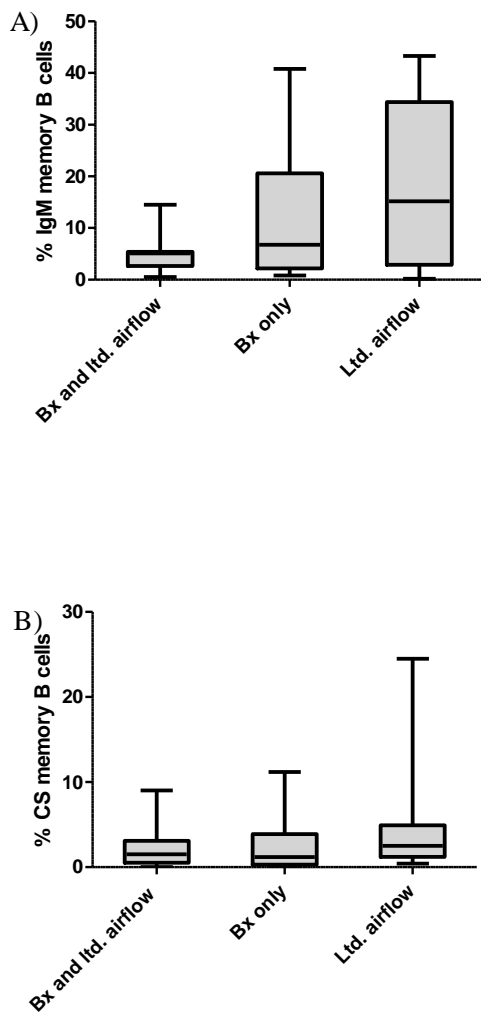 A)
% IgM memory B cells
50
40
30
20
10
0
Bx and ltd. airflow
Bx only
Ltd. airflow
B)
% CS memory B cells
30
20
10
0
Bx and ltd. airflow
Bx only
Ltd. airflow